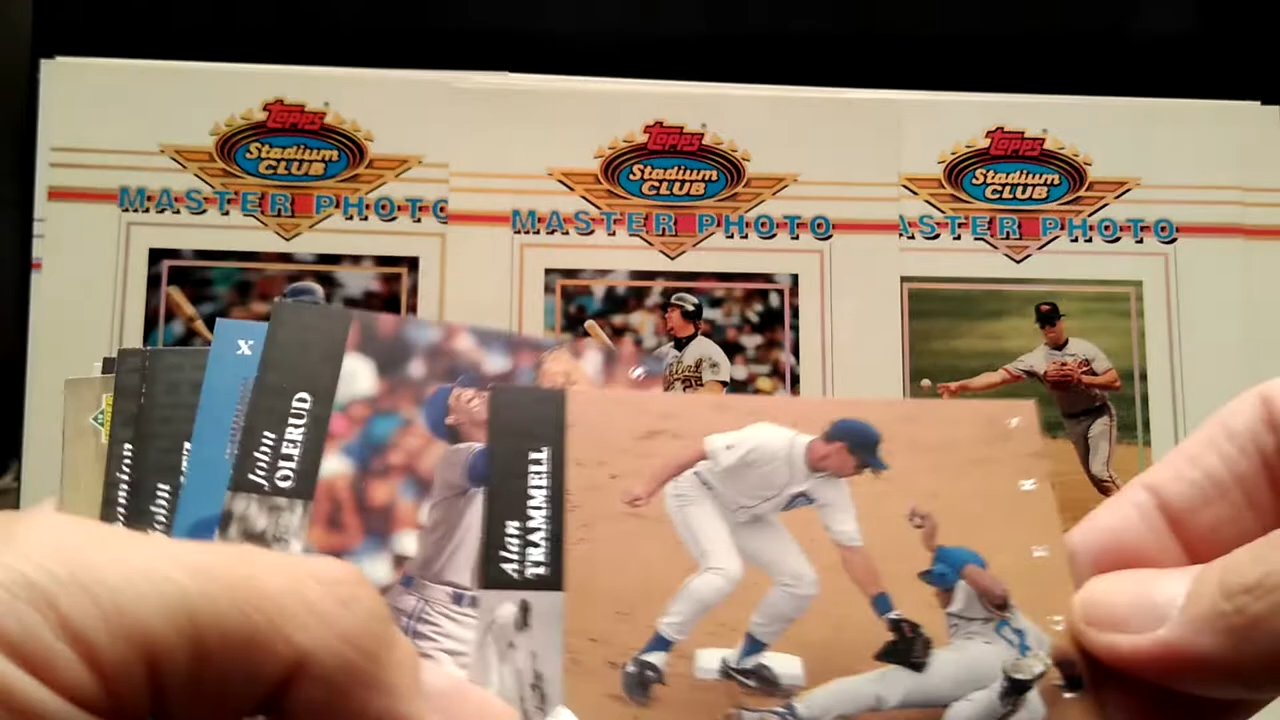 Topps
Stadium
CLUB
MASTER PHOTO
Topps
Stadium
CLUB
MASTER PHOTO
Topps
Stadium
CLUB
ASTER PHOTO
x
John
OLERUD
John
Alan
TRAMMELL